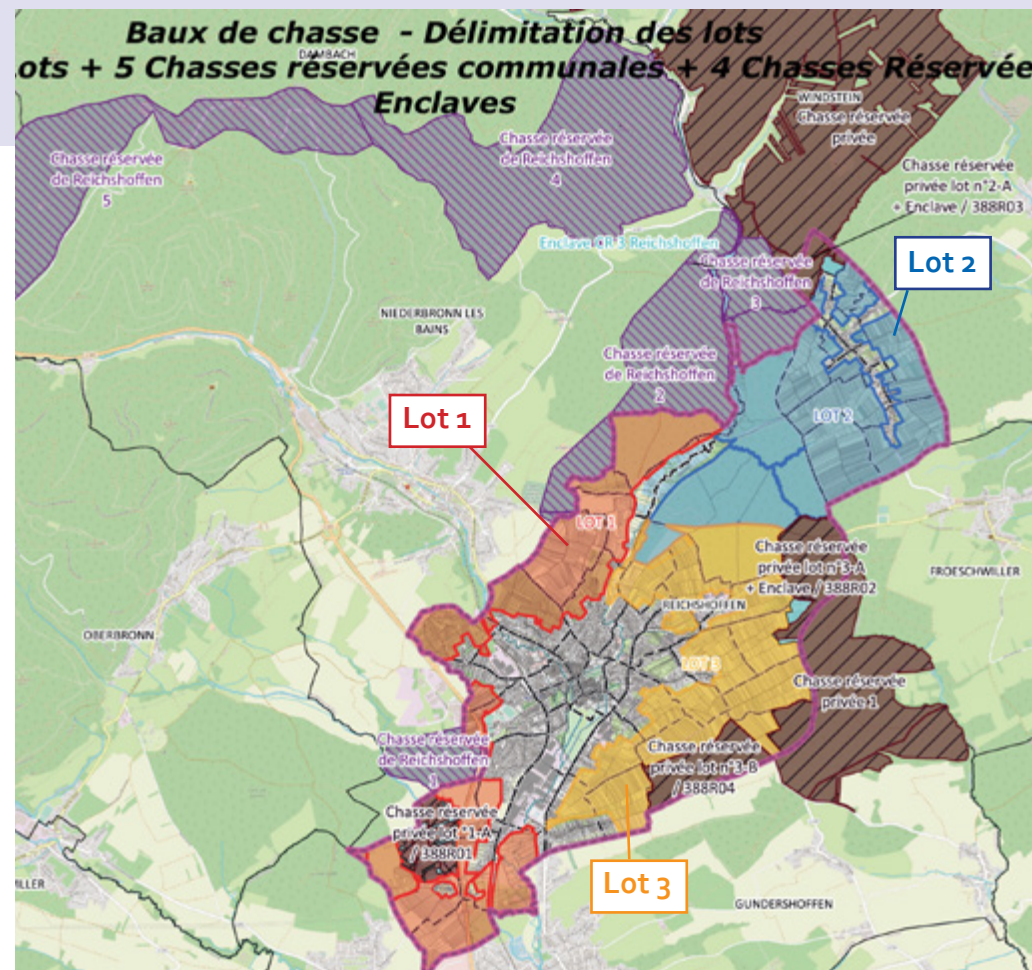 Baux de chasse - Délimitation des lots
DAMBACH
ots + 5 Chasses réservées communales + 4 Chasses Réservée
Enclaves
WINDSTEIN
Chasse réservée
privée
Chasse réservée
de Reichshoffen
5
Chasse réservée
de Reichshoffen
4
Chasse réservée
privée lot n°2-A
+ Enclave / 388R03
Enclave CR 3 Reichshoffen
Chasse réservée
de Reichshoffen
3
Lot 2
NIEDERBRONN LES
BAINS
Chasse réservée
de Reichshoffen
2
Lot 1
LOT 2
LOT 1
Chasse réservée
privée lot n°3-A
+ Enclave / 388R02
FROESCHWILLER
REICHSHOFFEN
OBERBRONN
LOT 3
Chasse réservée
privée 1
Chasse réservée
de Reichshoffen
1
Chasse réservée
privée lot n°3-B
/ 388R04
Chasse réservée
privée lot n°1-A
/ 388R01
Lot 3
ILLER
GUNDERSHOFFEN